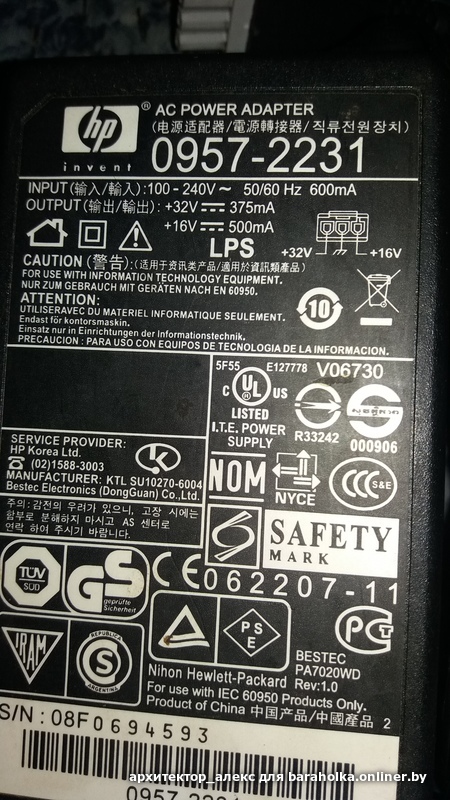 hp ® AC POWER ADAPTER
(电源适配器/電源轉接器/직류전원장치)
invent 0957-2231
INPUT (输入/輸入): 100 - 240V ~ 50/60 Hz 600mA
OUTPUT (输出/輸出): +32V 375mA
+16V 500mA
LPS +32V +16V
CAUTION (警告): (适用于资讯类产品/適用於資訊類產品)
FOR USE WITH INFORMATION TECHNOLOGY EQUIPMENT.
NUR ZUM GEBRAUCH MIT GERÄTEN NACH EN 60950.
ATTENTION:
UTILISERAVEC DU MATERIEL INFORMATIQUE SEULEMENT.
Endast för kontorsmaskin.
Einsatz nur in Einrichtungen der Informationstechnik.
PRECAUCION : PARA USO CON EQUIPOS DE TECNOLOGIA DE LA INFORMACION.
10
5F55 E127778 V06730
C UL US
LISTED
I.T.E. POWER
SUPPLY
R33242
000906
SERVICE PROVIDER:
HP Korea Ltd.
(02)1588-3003
MANUFACTURER: KTL SU10270-6004
Bestec Electronics (DongGuan) Co.,Ltd.
주의:감전의 우려가 있으니, 고장 시에는
함부로 분해하지 마시고 AS 센터로
연락 하여 주시기 바랍니다.
NOM
NYCE
CCC S&E
SAFETY
MARK
TÜV
SÜD
GS
geprüfte
Sicherheit
CE
062207-11
IRAM
REPUBLICA
S
ARGENTINA
PS
E
PCT
BESTEC
PA7020WD
Rev:1.0
Nihon Hewlett-Packard
For use with IEC 60950 Products Only.
Product of China 中国产品/中國產品 2
S/N : 08F0694593
архитектор_алекс для baraholka.onliner.by